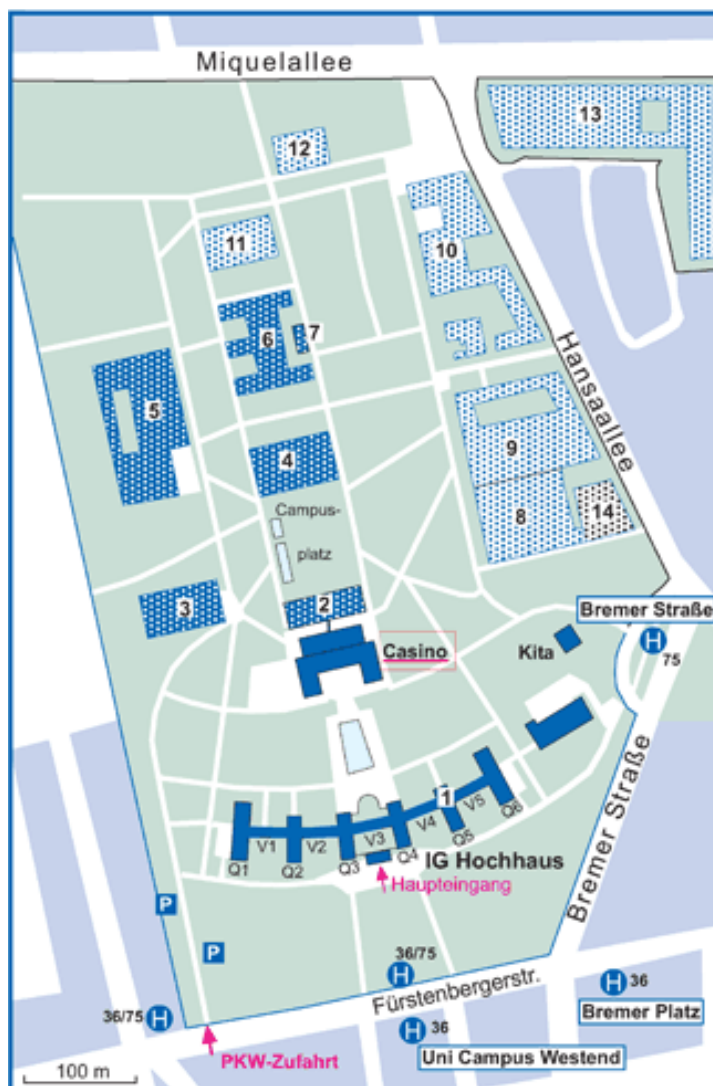 Miquelallee
13
12
11
10
7
6
5
9
4
8
14
Hansaallee
Campus-
platz
3
2
Bremer Straße
H
75
Casino
Kita
Bremer Straße
1
V1
V2
V3
V4
V5
Q1
Q2
Q3
Q4
Q5
Q6
IG Hochhaus
Haupteingang
P
P
36/75
H
36/75
H
Fürstenbergerstr.
H
36
Bremer Platz
H
36
Uni Campus Westend
PKW-Zufahrt
100 m